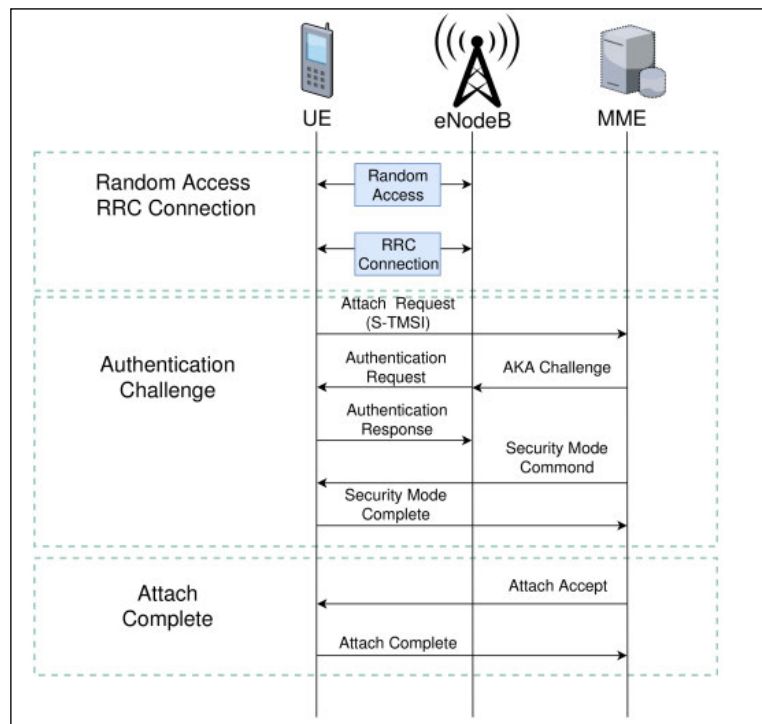 UE
eNodeB
MME
Random Access
RRC Connection
Random
Access
RRC
Connection
Authentication
Challenge
Attach Request
(S-TMSI)
Authentication
Request
AKA Challenge
Authentication
Response
Security Mode
Commond
Security Mode
Complete
Attach
Complete
Attach Accept
Attach Complete